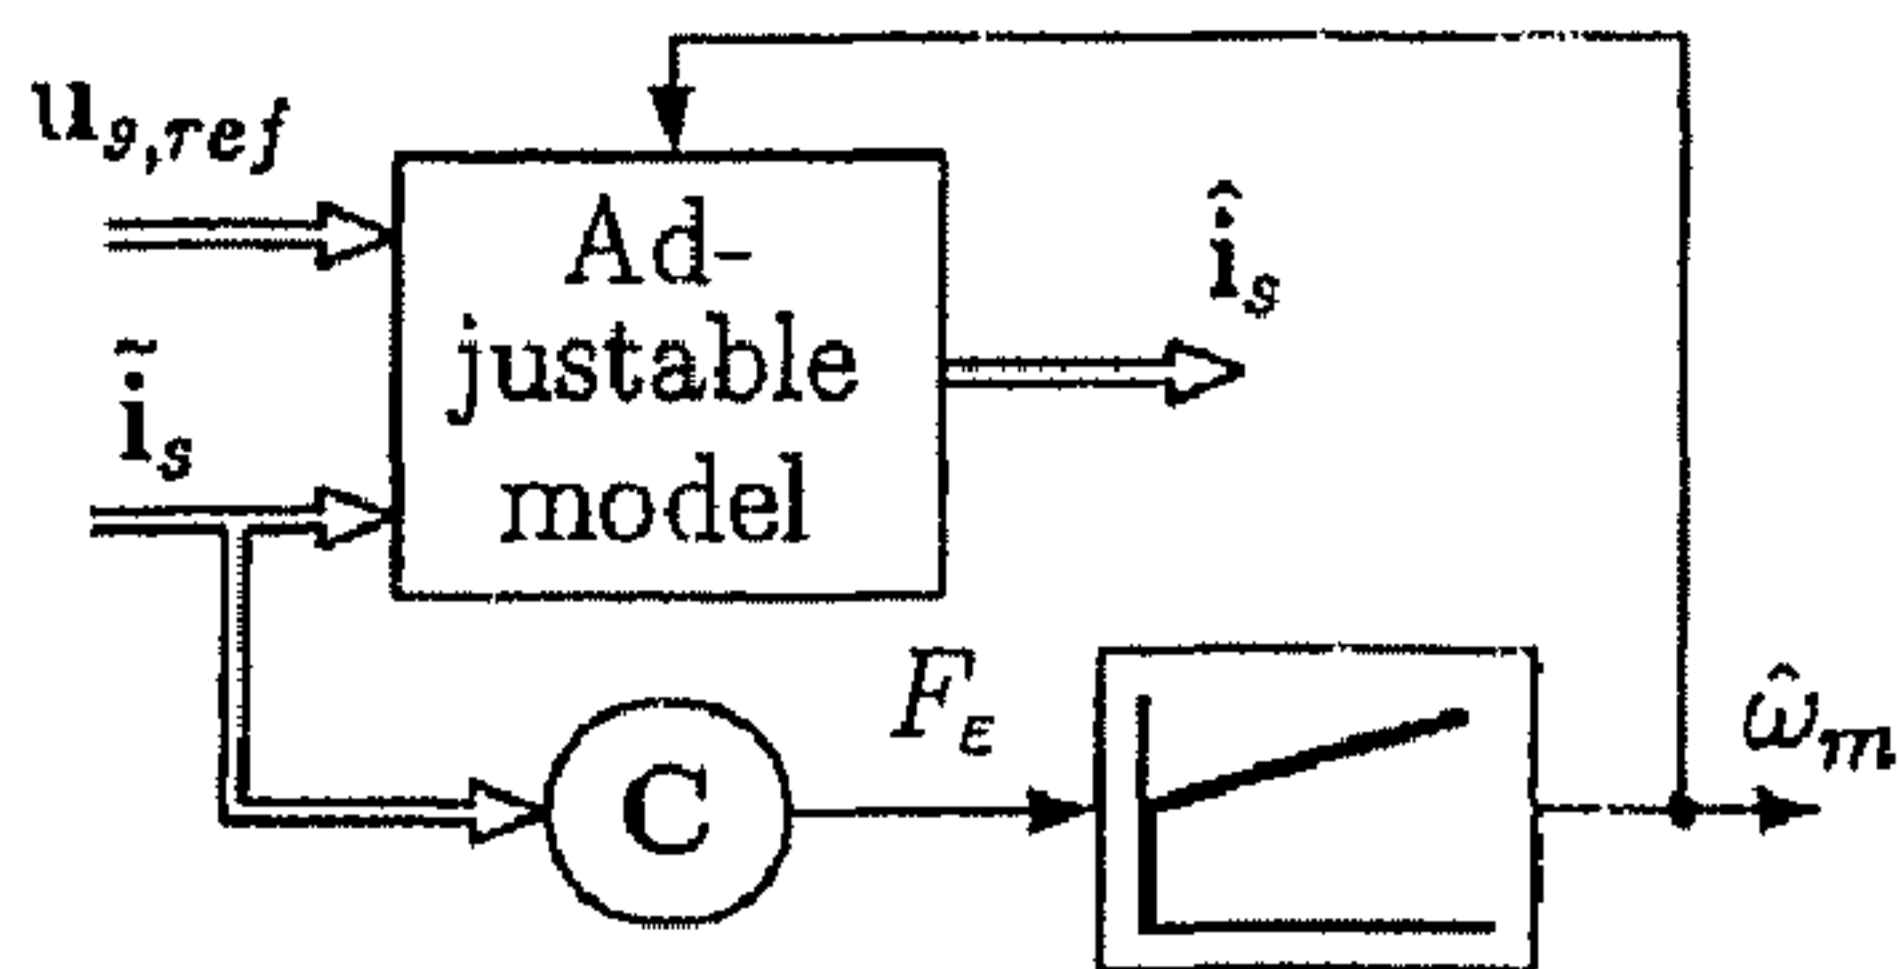 u_{s,ref}
Ad-
justable
model
î_s
ĩ_s
C
F_ε
ω̂_m